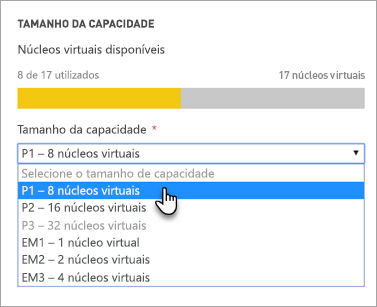 TAMANHO DA CAPACIDADE
Núcleos virtuais disponíveis
8 de 17 utilizados 17 núcleos virtuais
Tamanho da capacidade *
P1 – 8 núcleos virtuais
Selecione o tamanho de capacidade
P1 – 8 núcleos virtuais
P2 – 16 núcleos virtuais
P3 – 32 núcleos virtuais
EM1 – 1 núcleo virtual
EM2 – 2 núcleos virtuais
EM3 – 4 núcleos virtuais